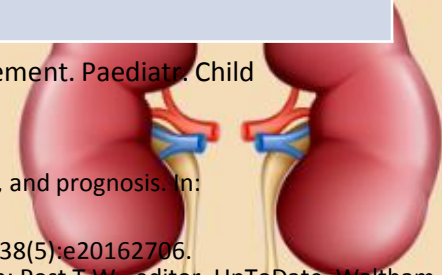 ement. Paediatr. Child
, and prognosis. In:
38(5):e20162706.
: Post T W, editor. UpToDate. Waltham